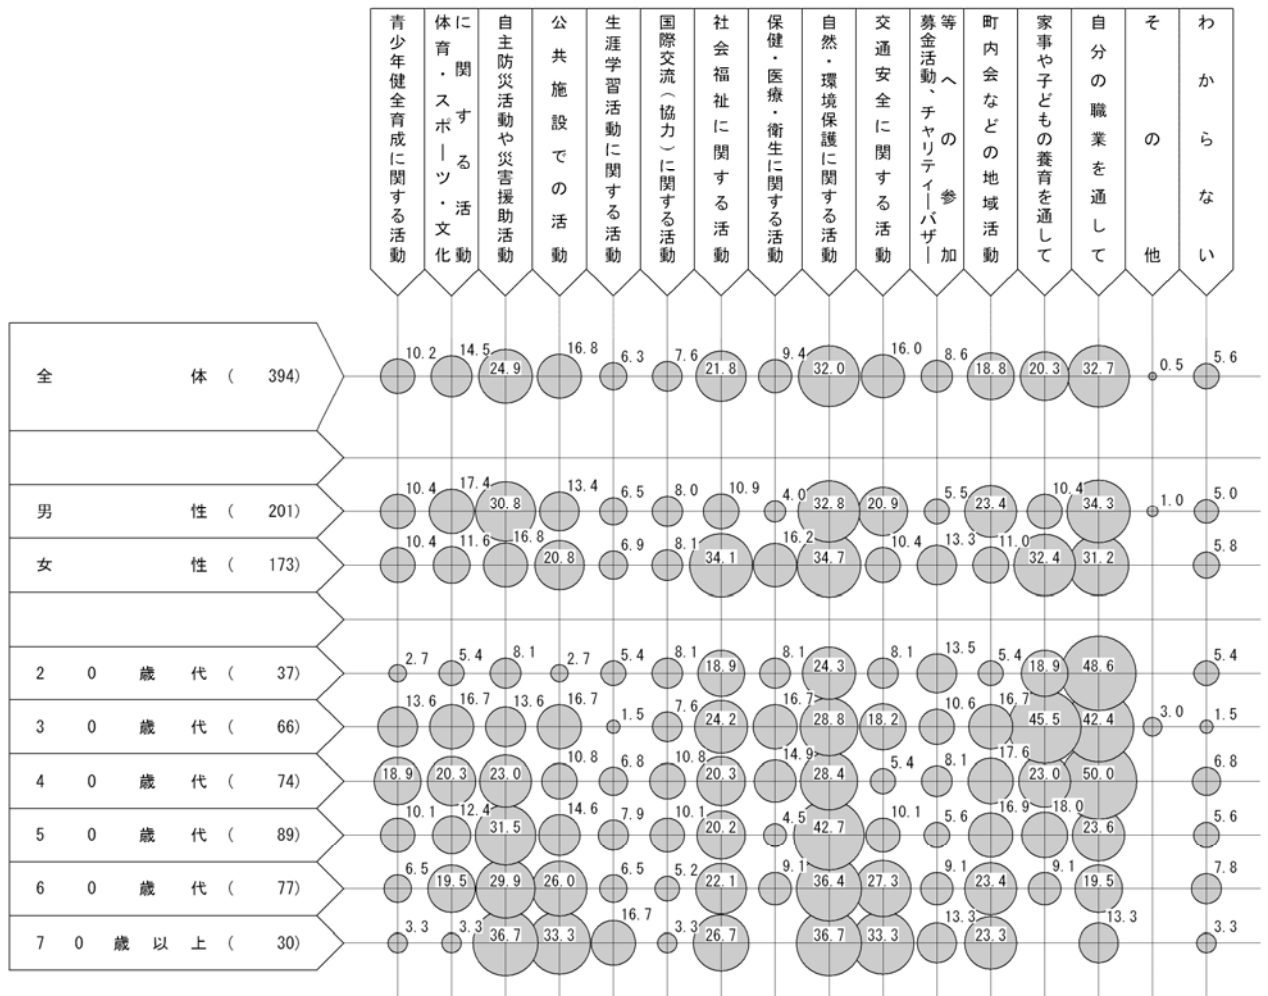 青少年健全育成に関する活動
体育・スポーツ・文化に関する活動
自主防災活動や災害援助活動
公共施設での活動
生涯学習活動に関する活動
国際交流（協力）に関する活動
社会福祉に関する活動
保健・医療・衛生に関する活動
自然・環境保護に関する活動
交通安全に関する活動
募金活動、チャリティーバザー等への参加
町内会などの地域活動
家事や子どもの養育を通して
自分の職業を通して
その他
わからない
全体（ 394) 10.2 14.5 24.9 16.8 6.3 7.6 21.8 9.4 32.0 16.0 8.6 18.8 20.3 32.7 0.5 5.6
男性（ 201) 10.4 17.4 30.8 13.4 6.5 8.0 10.9 4.0 32.8 20.9 5.5 23.4 10.4 34.3 1.0 5.0
女性（ 173) 10.4 11.6 16.8 20.8 6.9 8.1 34.1 16.2 34.7 10.4 13.3 11.0 32.4 31.2 5.8
20歳代（ 37) 2.7 5.4 8.1 2.7 5.4 8.1 18.9 8.1 24.3 8.1 13.5 5.4 18.9 48.6 5.4
30歳代（ 66) 13.6 16.7 13.6 16.7 1.5 7.6 24.2 16.7 28.8 18.2 10.6 16.7 45.5 42.4 3.0 1.5
40歳代（ 74) 18.9 20.3 23.0 10.8 6.8 10.8 20.3 14.9 28.4 5.4 8.1 17.6 23.0 50.0 6.8
50歳代（ 89) 10.1 12.4 31.5 14.6 7.9 10.1 20.2 4.5 42.7 10.1 5.6 16.9 18.0 23.6 5.6
60歳代（ 77) 6.5 19.5 29.9 26.0 6.5 5.2 22.1 9.1 36.4 27.3 9.1 23.4 9.1 19.5 7.8
70歳以上（ 30) 3.3 3.3 36.7 33.3 16.7 3.3 26.7 36.7 33.3 13.3 23.3 13.3 3.3